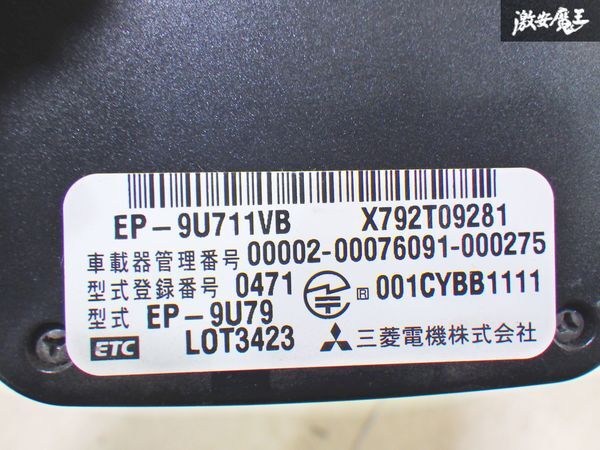 激安魔王
EP-9U711VB X792T09281
車載器管理番号 00002-00076091-000275
型式登録番号 0471 R 001CYBB1111
型式 EP-9U79
ETC LOT3423 三菱電機株式会社